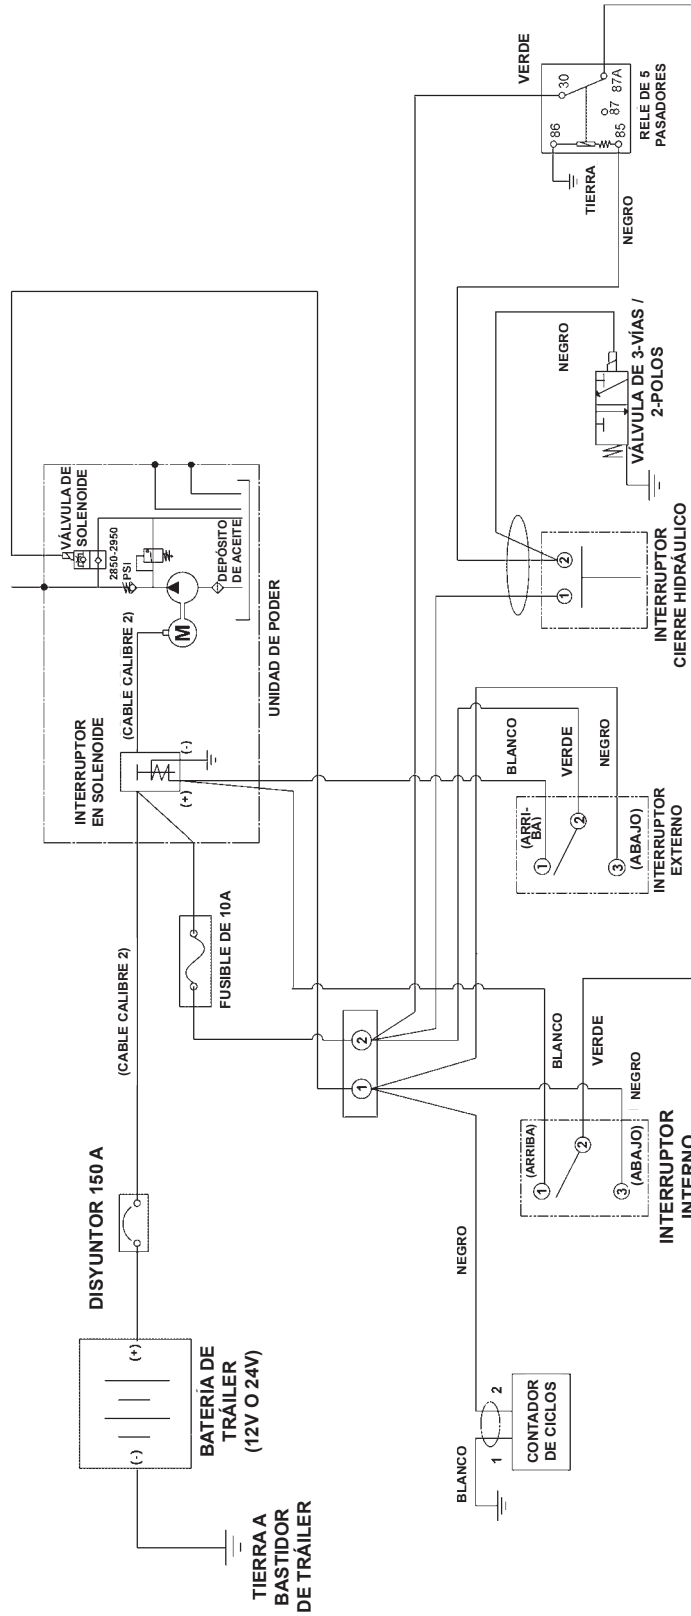 TIERRA A
BASTIDOR
DE TRÁILER
(-)
(+)
BATERÍA DE
TRÁILER
(12V O 24V)
DISYUNTOR 150 A
(CABLE CALIBRE 2)
FUSIBLE DE 10A
INTERRUPTOR
EN SOLENOIDE
(+)
(-)
(CABLE CALIBRE 2)
M
VÁLVULA DE
SOLENOIDE
2850-2950
PSI
DEPÓSITO
DE ACEITE
UNIDAD DE PODER
1
2
BLANCO
1
2
CONTADOR
DE CICLOS
NEGRO
(ARRIBA)
1
2
3
(ABAJO)
BLANCO
VERDE
NEGRO
INTERRUPTOR
INTERNO
(ARRI-
BA)
1
2
3
(ABAJO)
BLANCO
VERDE
NEGRO
INTERRUPTOR
EXTERNO
1
2
INTERRUPTOR
CIERRE HIDRÁULICO
NEGRO
VÁLVULA DE 3-VÍAS /
2-POLOS
NEGRO
TIERRA
VERDE
86
30
87
85
87A
RELÉ DE 5
PASADORES